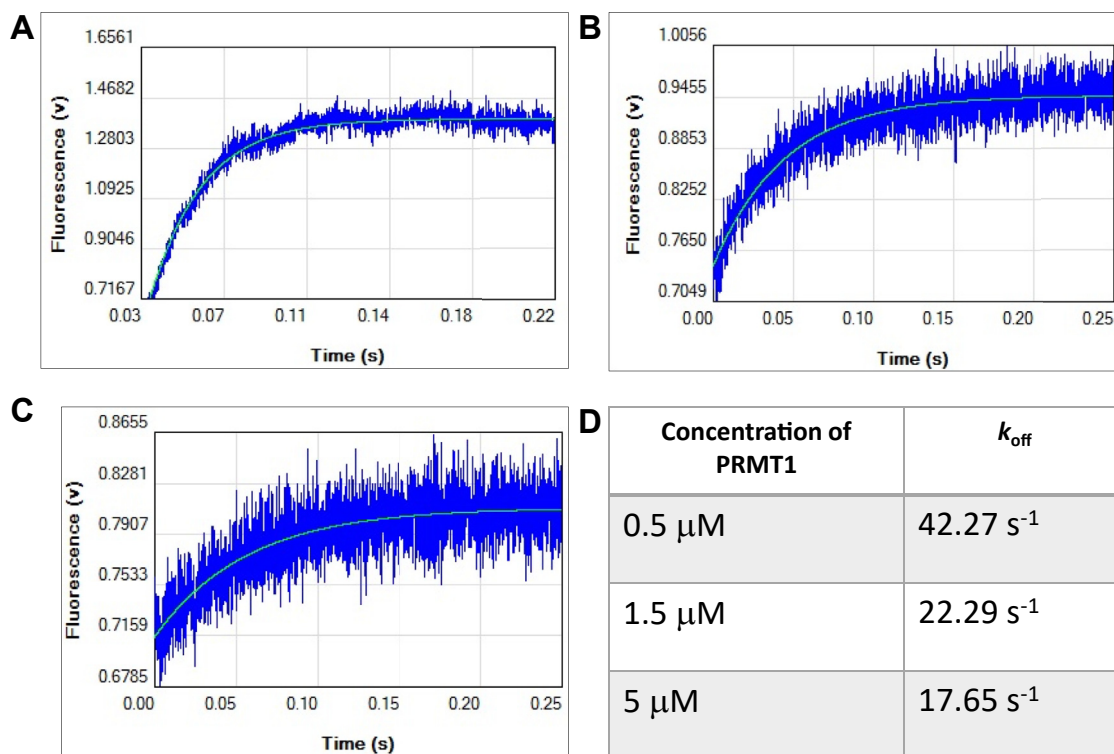 A
1.6561
1.4682
1.2803
1.0925
0.9046
0.7167
Fluorescence (v)
0.03 0.07 0.11 0.14 0.18 0.22
Time (s)
B
1.0056
0.9455
0.8853
0.8252
0.7650
0.7049
Fluorescence (v)
0.00 0.05 0.10 0.15 0.20 0.25
Time (s)
C
0.8655
0.8281
0.7907
0.7533
0.7159
0.6785
Fluorescence (v)
0.00 0.05 0.10 0.15 0.20 0.25
Time (s)
D
Concentration of PRMT1 koff
0.5 μM 42.27 s-1
1.5 μM 22.29 s-1
5 μM 17.65 s-1